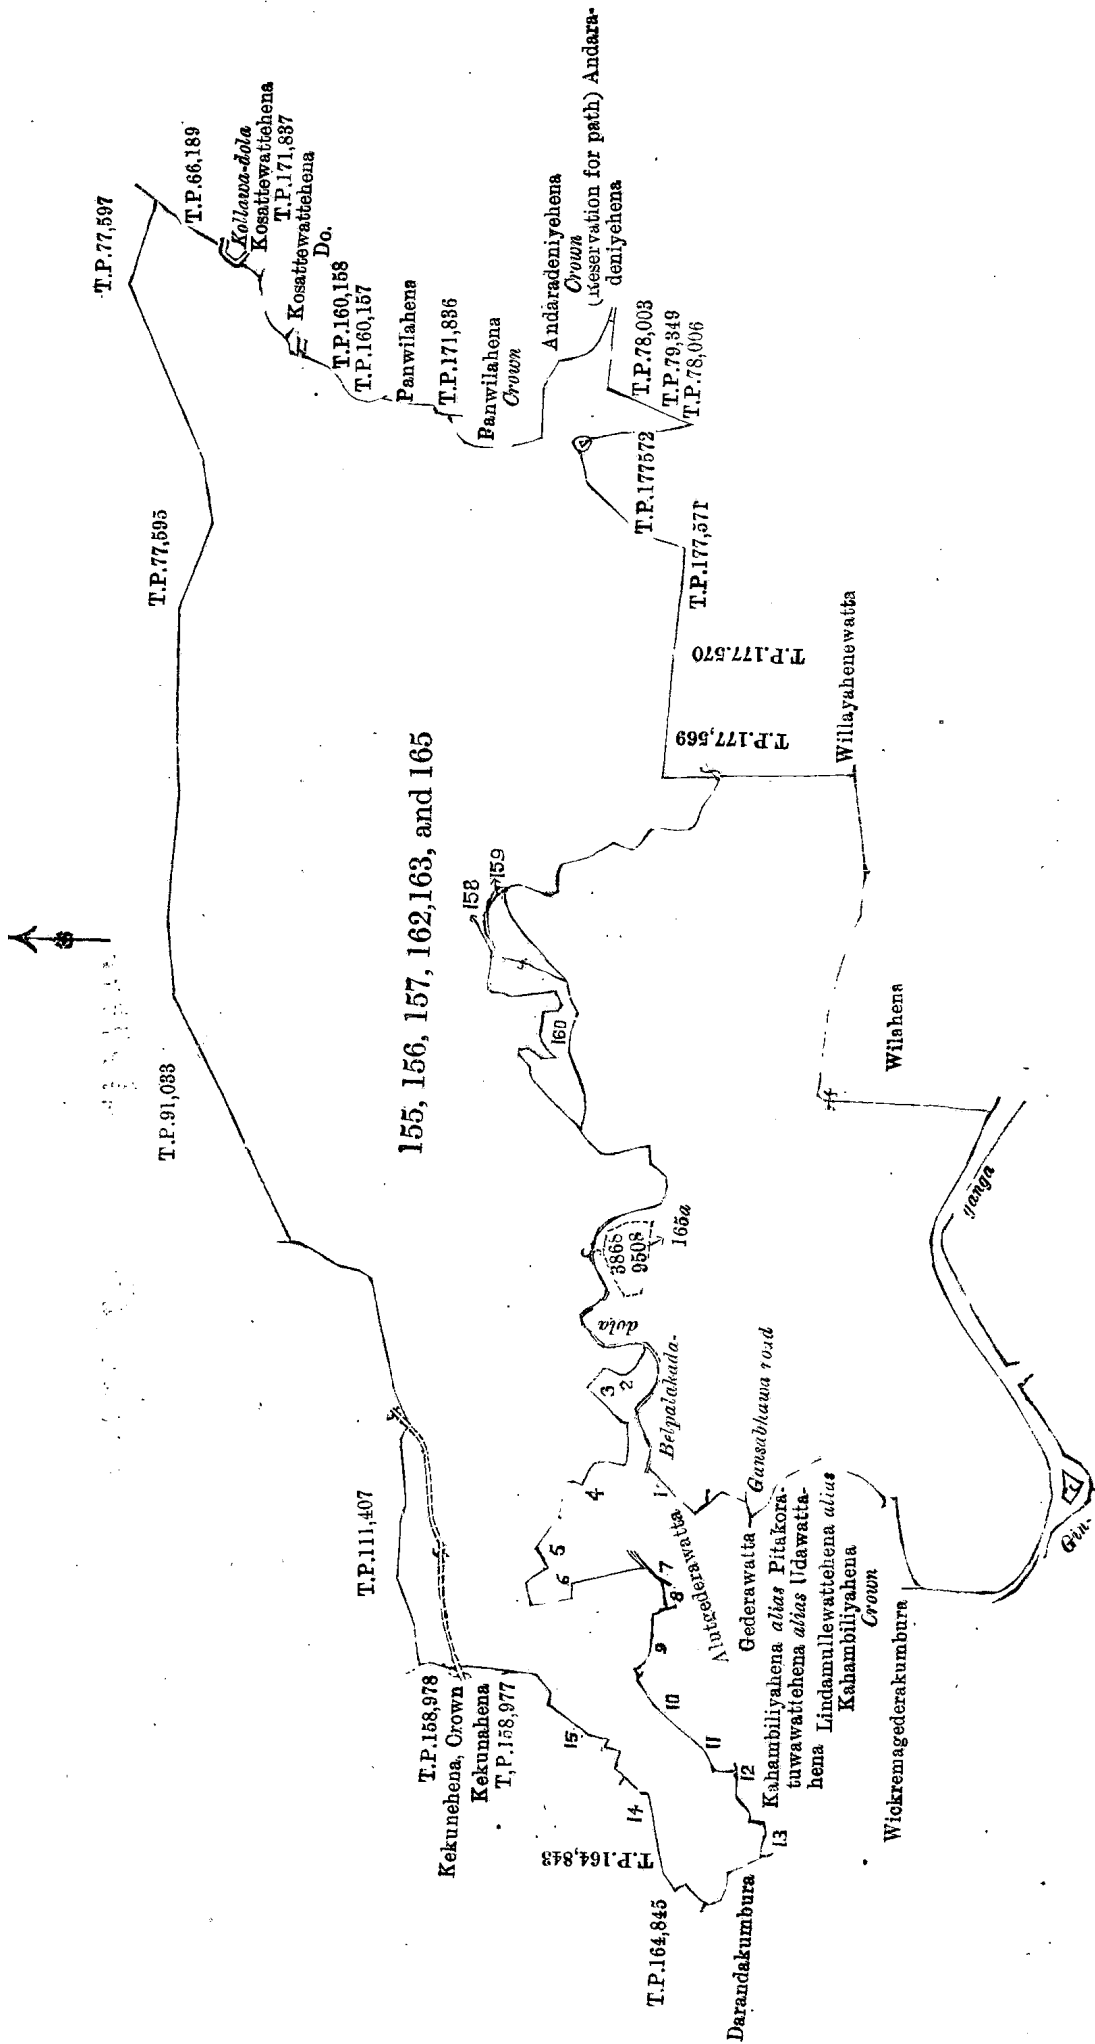 T.P.77,597
T.P.66,189
Kollawa-dola
Kosattewattehena
T.P.171,837
Kosattewattehena
Do.
T.P.160,158
T.P.160,157
Panwilahena
T.P.171,836
Panwilahena
Crown
Andaradeniyehena
Crown
(Reservation for path) Andara-
deniyehena
T.P.78,003
T.P.79,349
T.P.78,006
T.P.177572
T.P.177,571
T.P.177.570
T.P.177,569
Willayahenewatta
T.P.77,595
T.P.91,033
155, 156, 157, 162,163, and 165
158
159
160
165a
3868
9508
Wilahena
ganga
Gin-
T.P.111,407
dola
Belpalakada-
3
2
1
4
5
6
7
8
9
10
11
12
13
14
15
Gansabhawa road
Alutgederawatta
Gederawatta
Kahambiliyahena alias Pitakora-
tuwawattehena alias Udawatta-
hena Lindamullewattehena alias
Kahambiliyahena
Crown
Wickremagederakumbura
T.P.158,978
Kekunehena, Crown
Kekunahena
T,P.158,977
T.P.164,843
T.P.164,845
Darandakumbura